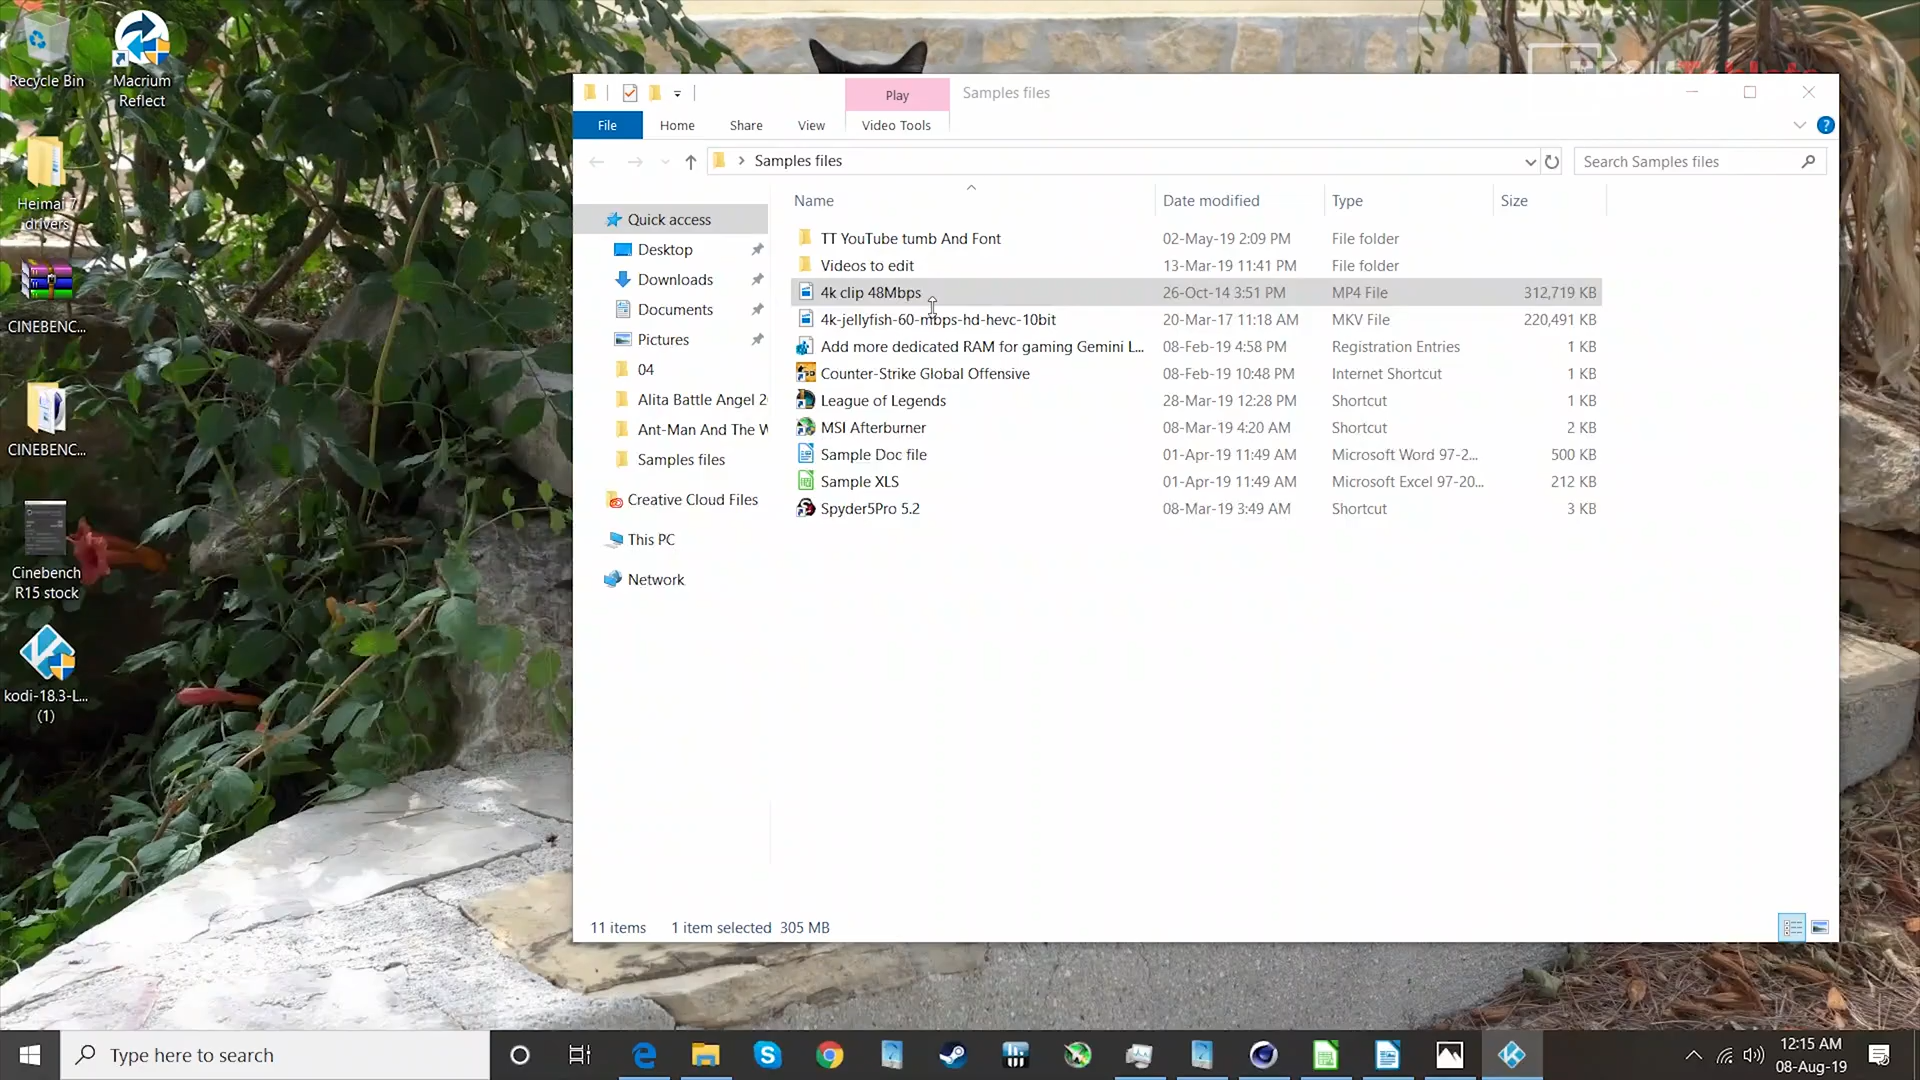 Recycle Bin
Macrium
Reflect
Heimai 7
drivers
CINEBENC...
CINEBENC...
Cinebench
R15 stock
kodi-18.3-L...
(1)
Play
Samples files
File
Home
Share
View
Video Tools
Samples files
Search Samples files
Name
Date modified
Type
Size
Quick access
Desktop
Downloads
Documents
Pictures
04
Alita Battle Angel 2
Ant-Man And The W
Samples files
Creative Cloud Files
This PC
Network
TT YouTube tumb And Font 02-May-19 2:09 PM File folder
Videos to edit 13-Mar-19 11:41 PM File folder
4k clip 48Mbps 26-Oct-14 3:51 PM MP4 File 312,719 KB
4k-jellyfish-60-mbps-hd-hevc-10bit 20-Mar-17 11:18 AM MKV File 220,491 KB
Add more dedicated RAM for gaming Gemini L... 08-Feb-19 4:58 PM Registration Entries 1 KB
Counter-Strike Global Offensive 08-Feb-19 10:48 PM Internet Shortcut 1 KB
League of Legends 28-Mar-19 12:28 PM Shortcut 1 KB
MSI Afterburner 08-Mar-19 4:20 AM Shortcut 2 KB
Sample Doc file 01-Apr-19 11:49 AM Microsoft Word 97-2... 500 KB
Sample XLS 01-Apr-19 11:49 AM Microsoft Excel 97-20... 212 KB
Spyder5Pro 5.2 08-Mar-19 3:49 AM Shortcut 3 KB
11 items 1 item selected 305 MB
Type here to search
12:15 AM
08-Aug-19